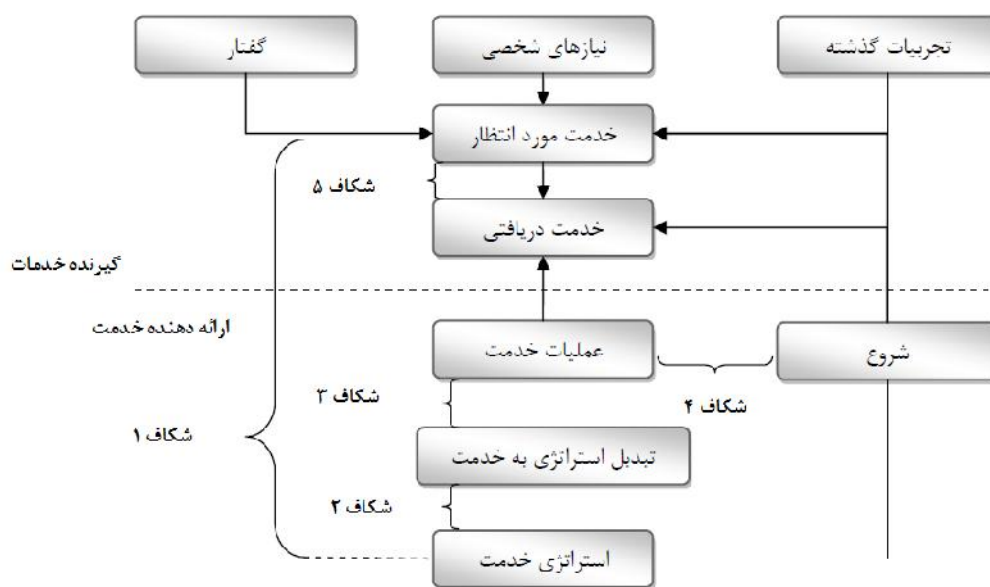 گفتار
نیازهای شخصی
تجربیات گذشته
خدمت مورد انتظار
شکاف ۵
خدمت دریافتی
گیرنده خدمات
ارائه دهنده خدمت
عملیات خدمت
شروع
شکاف ۳
شکاف ۴
شکاف ۱
تبدبل استراتژی به خدمت
شکاف ۲
استراتژی خدمت